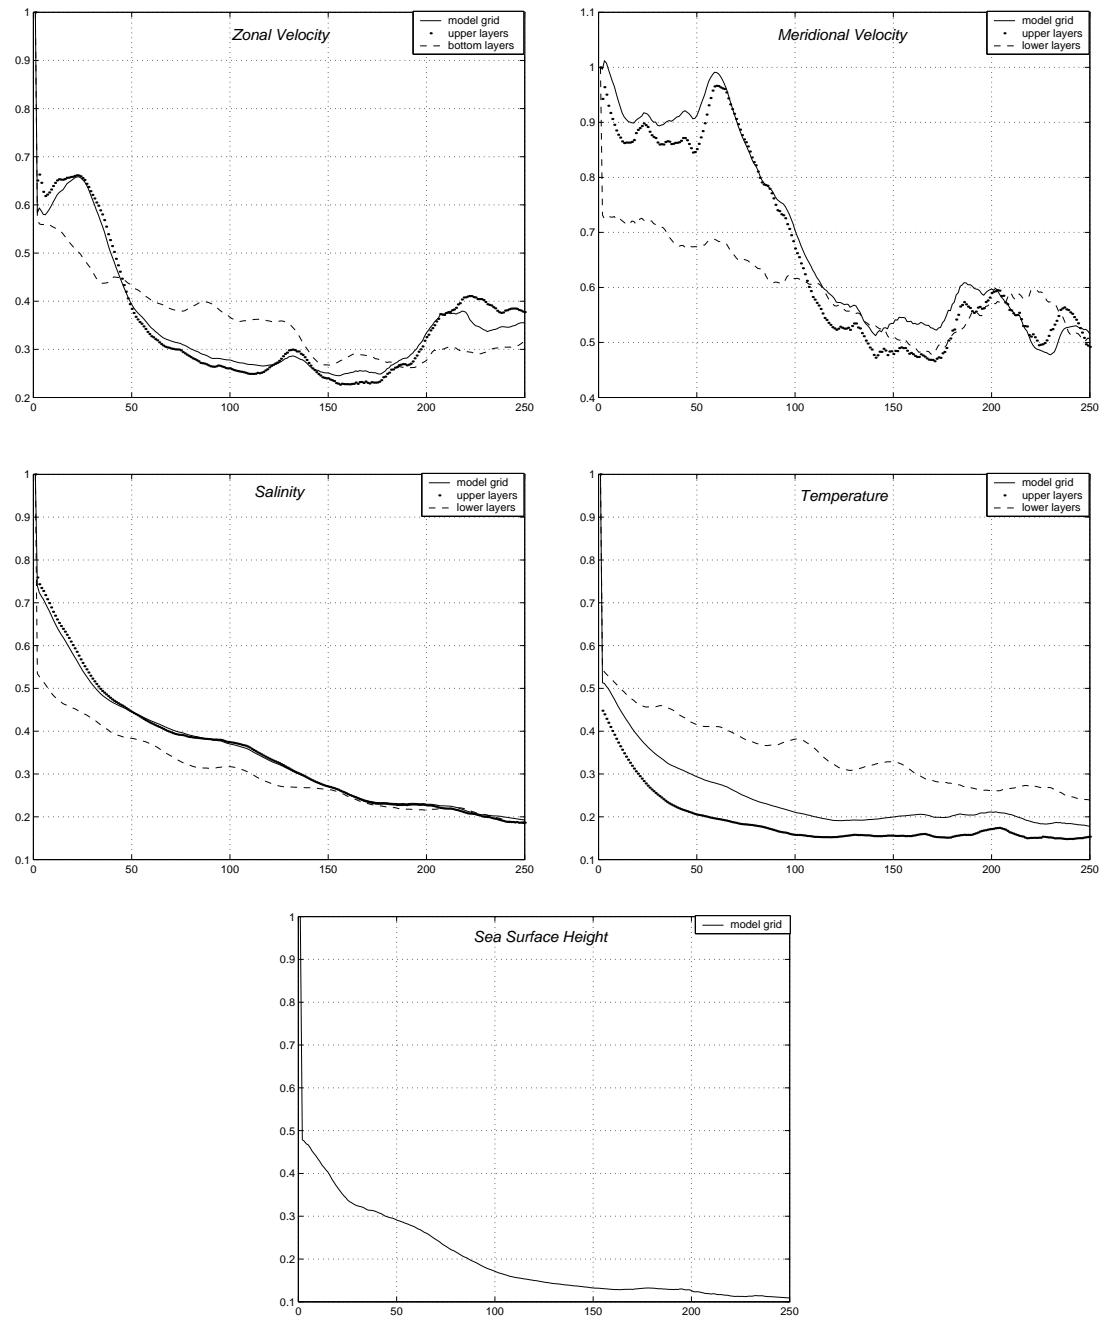 Zonal Velocity
model grid
upper layers
bottom layers
1
0.9
0.8
0.7
0.6
0.5
0.4
0.3
0.2
0 50 100 150 200 250
Meridional Velocity
model grid
upper layers
lower layers
1.1
1
0.9
0.8
0.7
0.6
0.5
0.4
0 50 100 150 200 250
Salinity
model grid
upper layers
lower layers
1
0.9
0.8
0.7
0.6
0.5
0.4
0.3
0.2
0.1
0 50 100 150 200 250
Temperature
model grid
upper layers
lower layers
1
0.9
0.8
0.7
0.6
0.5
0.4
0.3
0.2
0.1
0 50 100 150 200 250
Sea Surface Height
model grid
1
0.9
0.8
0.7
0.6
0.5
0.4
0.3
0.2
0.1
0 50 100 150 200 250